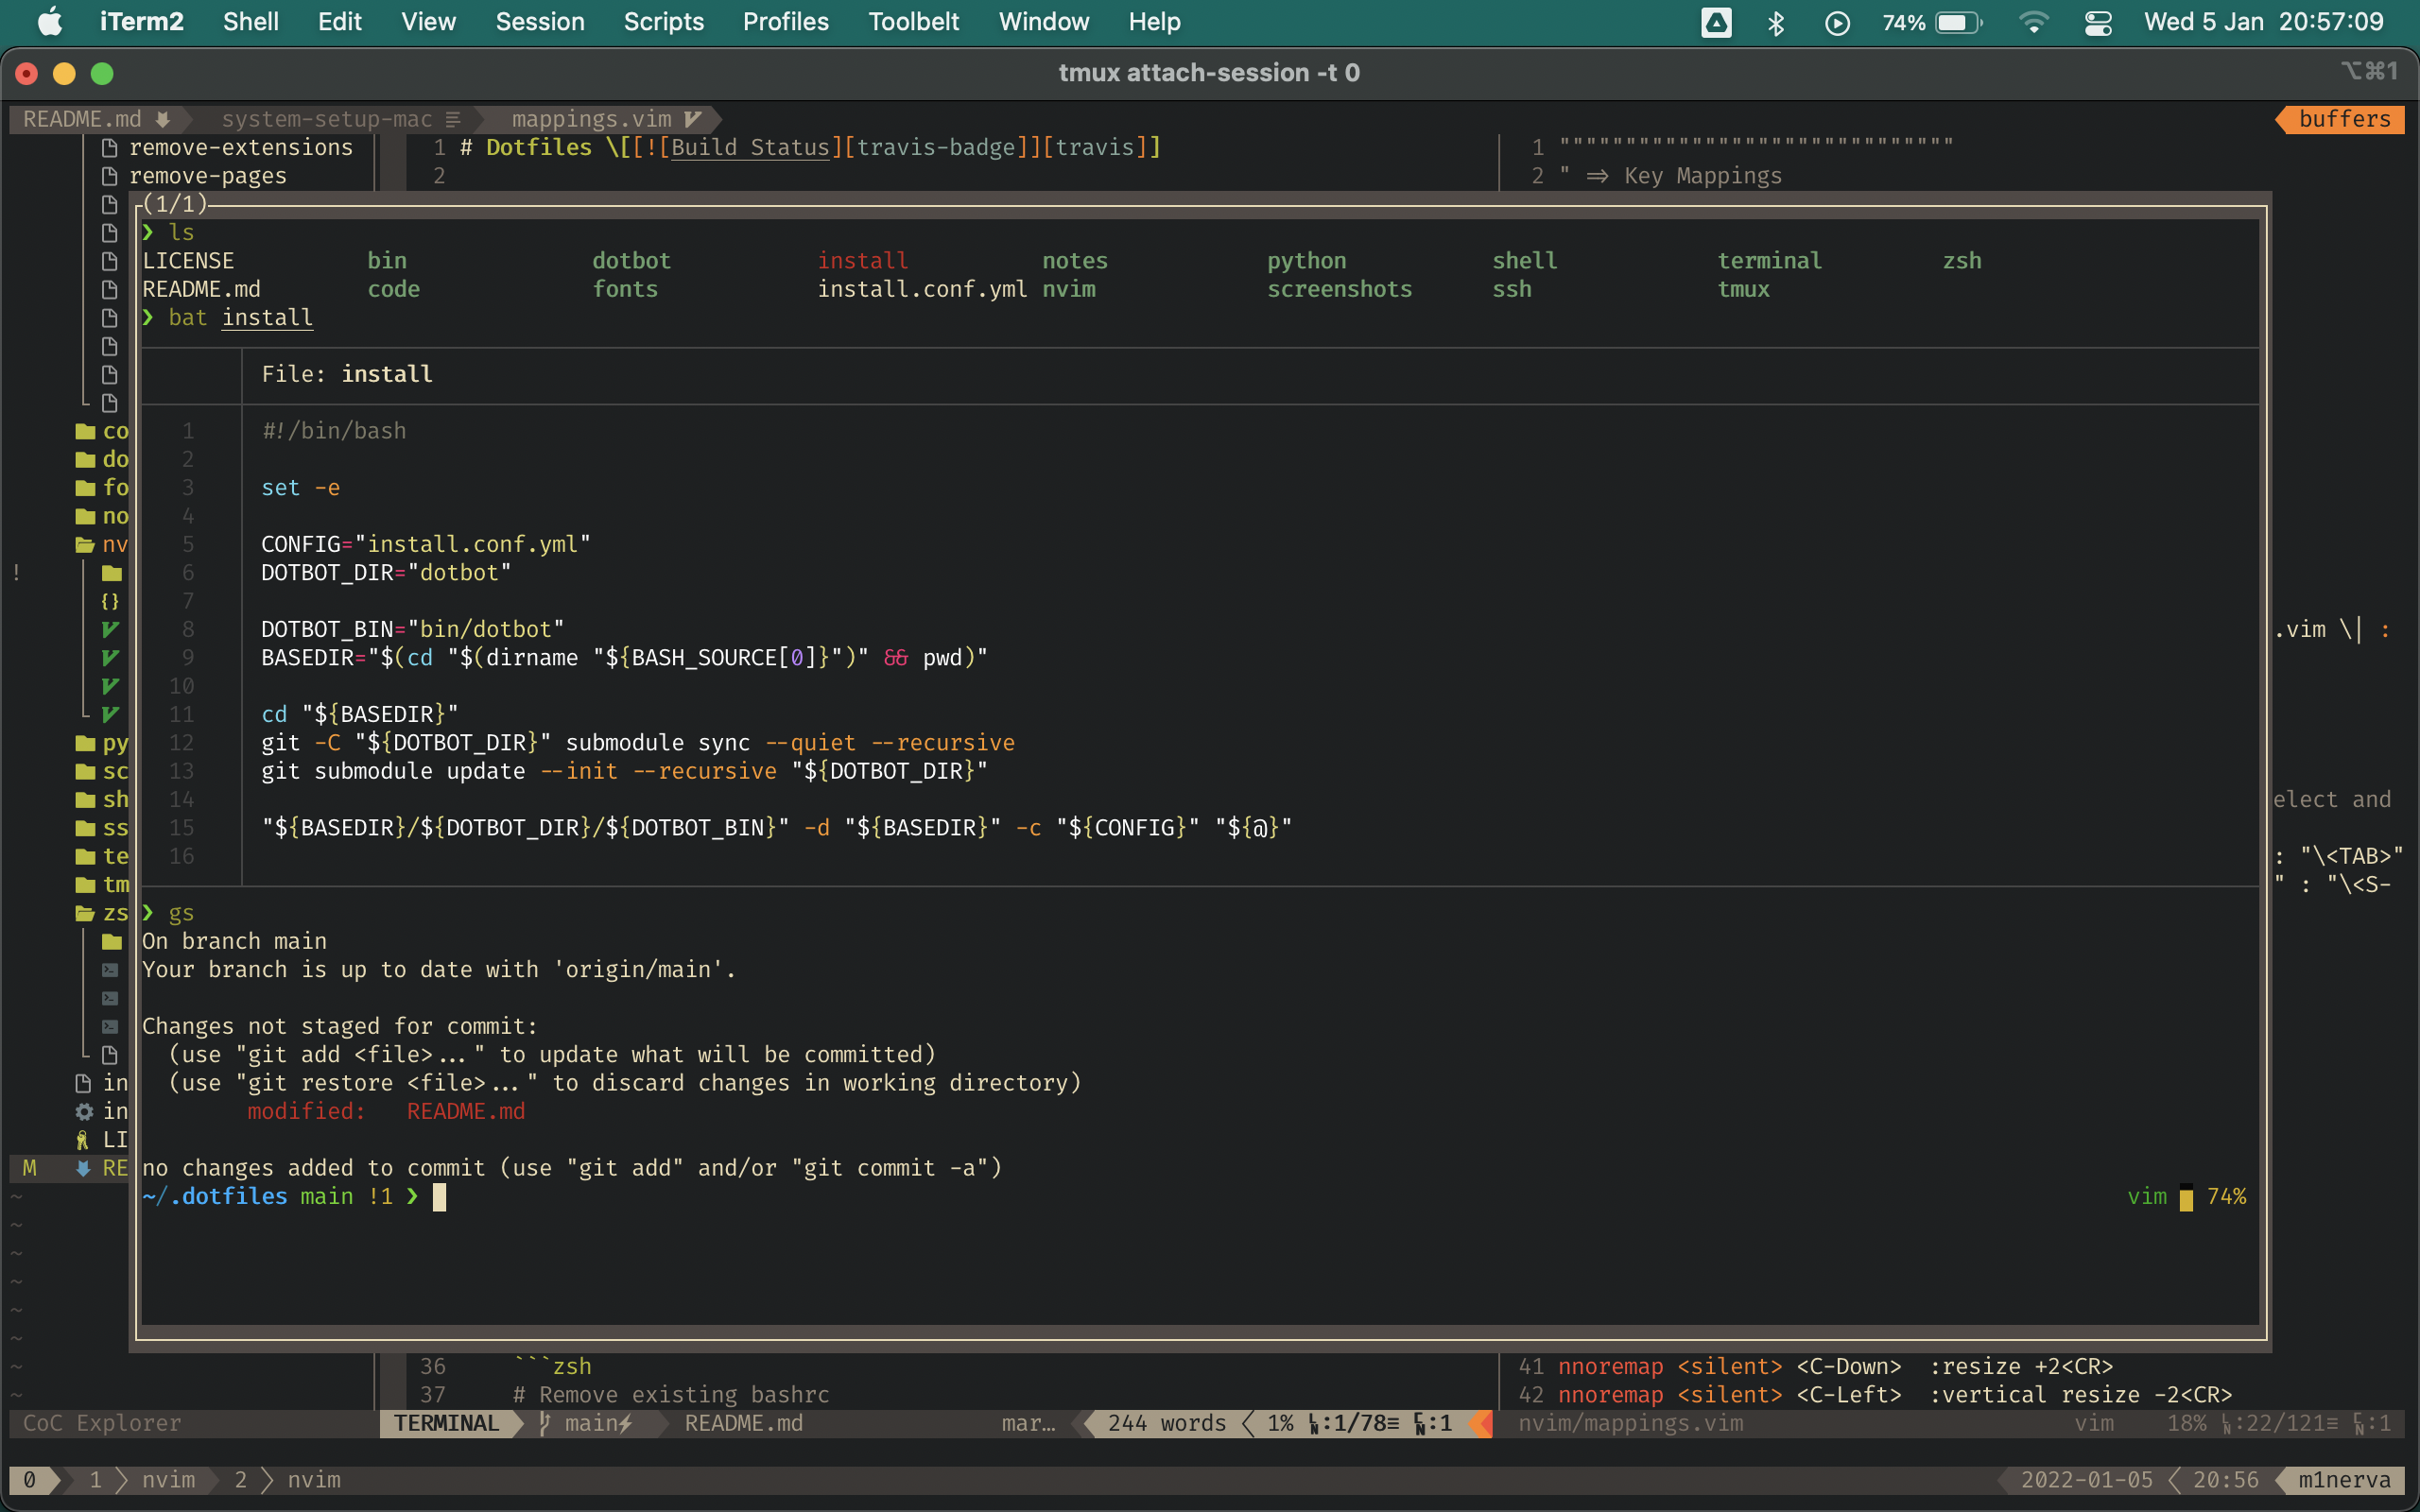 iTerm2 Shell Edit View Session Scripts Profiles Toolbelt Window Help 74% Wed 5 Jan 20:57:09
tmux attach-session -t 0 ⌥⌘1
README.md system-setup-mac mappings.vim buffers
remove-extensions 1 # Dotfiles \[[![Build Status][travis-badge]][travis]] 1 """"""""""""""""""""""""""""""
remove-pages 2 2 " => Key Mappings
(1/1)
❯ ls
LICENSE bin dotbot install notes python shell terminal zsh
README.md code fonts install.conf.yml nvim screenshots ssh tmux
❯ bat install
File: install
co 1 #!/bin/bash
do 2
fo 3 set -e
no 4
nv 5 CONFIG="install.conf.yml"
! 6 DOTBOT_DIR="dotbot"
{} 7
8 DOTBOT_BIN="bin/dotbot" .vim \| :
9 BASEDIR="$(cd "$(dirname "${BASH_SOURCE[0]}")" && pwd)"
10
11 cd "${BASEDIR}"
py 12 git -C "${DOTBOT_DIR}" submodule sync --quiet --recursive
sc 13 git submodule update --init --recursive "${DOTBOT_DIR}"
sh 14 elect and
ss 15 "${BASEDIR}/${DOTBOT_DIR}/${DOTBOT_BIN}" -d "${BASEDIR}" -c "${CONFIG}" "${@}"
te 16 : "\<TAB>"
tm " : "\<S-
zs ❯ gs
On branch main
Your branch is up to date with 'origin/main'.
Changes not staged for commit:
(use "git add <file>..." to update what will be committed)
in (use "git restore <file>..." to discard changes in working directory)
in modified: README.md
LI
M RE no changes added to commit (use "git add" and/or "git commit -a")
~ ~/.dotfiles main !1 ❯ vim 74%
~
~
~
~
~
~ 36 ```zsh 41 nnoremap <silent> <C-Down> :resize +2<CR>
~ 37 # Remove existing bashrc 42 nnoremap <silent> <C-Left> :vertical resize -2<CR>
CoC Explorer TERMINAL main⚡ README.md mar… 244 words 1% ㏑:1/78≡ ㏇:1 nvim/mappings.vim vim 18% ㏑:22/121≡ ㏇:1
0 1 nvim 2 nvim 2022-01-05 20:56 m1nerva